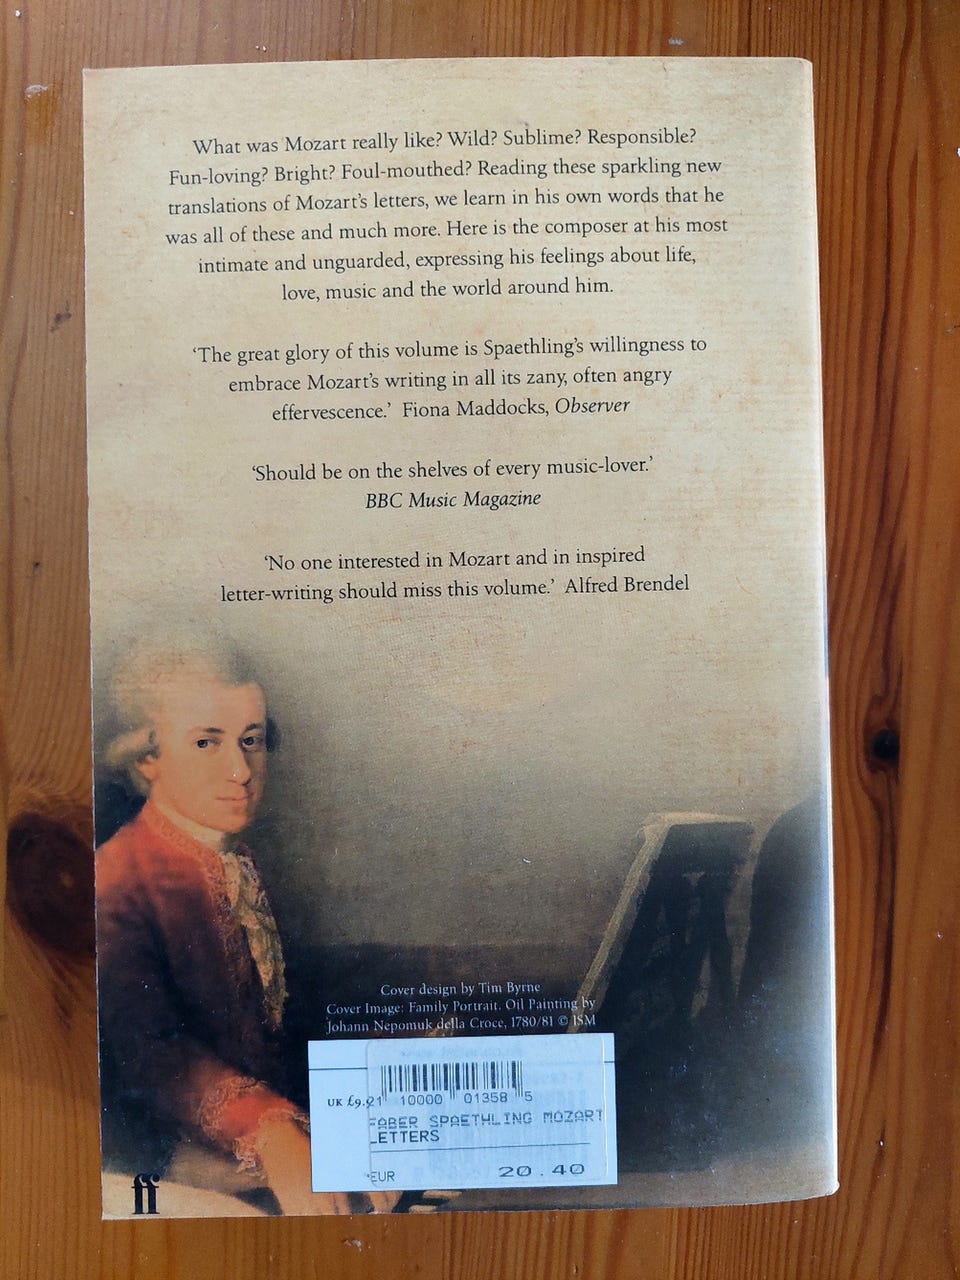 What was Mozart really like? Wild? Sublime? Responsible?
Fun-loving? Bright? Foul-mouthed? Reading these sparkling new
translations of Mozart's letters, we learn in his own words that he
was all of these and much more. Here is the composer at his most
intimate and unguarded, expressing his feelings about life,
love, music and the world around him.
‘The great glory of this volume is Spaethling's willingness to
embrace Mozart's writing in all its zany, often angry
effervescence.’ Fiona Maddocks, Observer
‘Should be on the shelves of every music-lover.’
BBC Music Magazine
‘No one interested in Mozart and in inspired
letter-writing should miss this volume.’ Alfred Brendel
Cover design by Tim Byrne
Cover Image: Family Portrait. Oil Painting by
Johann Nepomuk della Croce, 1780/81 © ISM
UK £9.
21 10000 01358 5
FABER SPAETHLING MOZART
LETTERS
EUR 20.40
ff